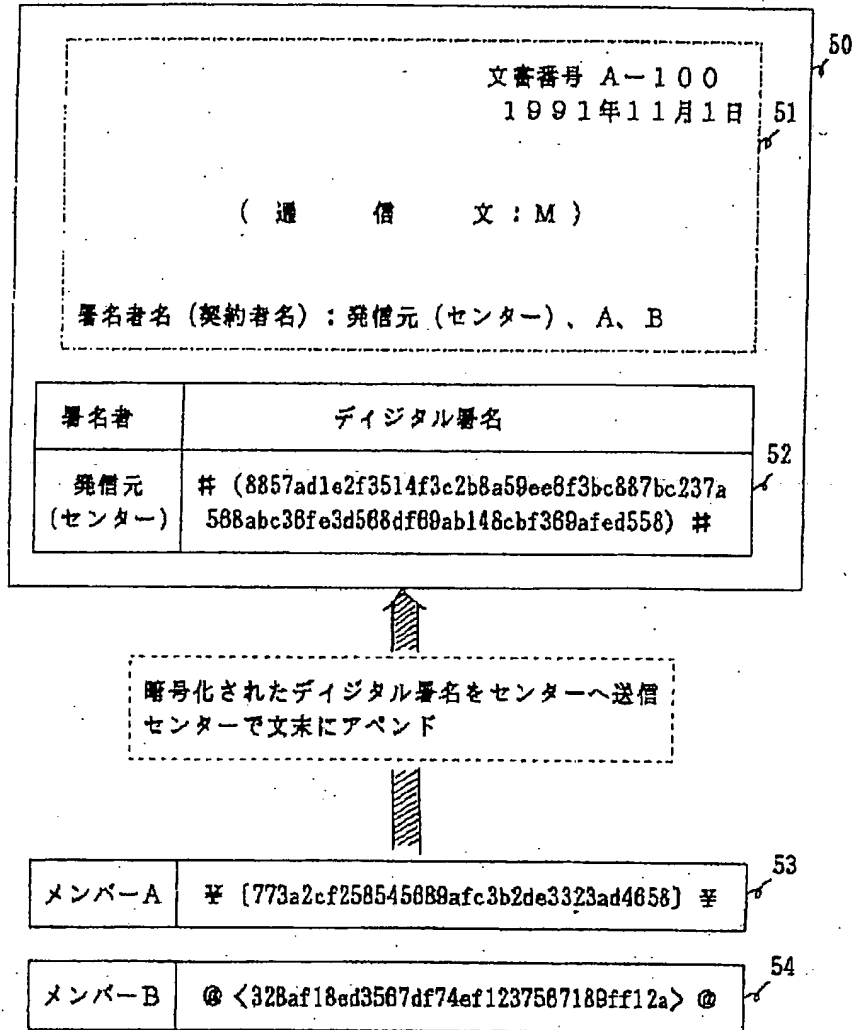 50
文書番号 A-100
1991年11月1日
51
( 通 信 文 : M )
署名者名 (契約者名) : 発信元 (センター)、A、B
署名者 ディジタル署名
52
発信元 # (8857ad1e2f3514f3c2b8a59ee6f3bc887bc237a
(センター) 568abc36fe3d568df69ab148cbf369afed558) #
暗号化されたディジタル署名をセンターへ送信
センターで文末にアペンド
53
メンバーA ¥ [773a2cf258545689afc3b2de3323ad4658] ¥
54
メンバーB @ <328af18ed3567df74ef1237567189ff12a> @